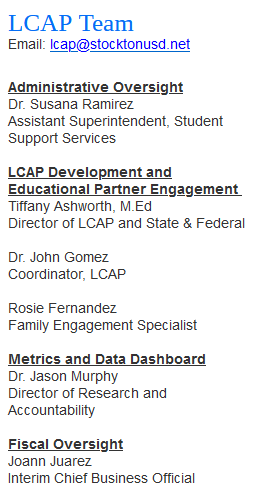 LCAP Team
Email: lcap@stocktonusd.net
Administrative Oversight
Dr. Susana Ramirez
Assistant Superintendent, Student
Support Services
LCAP Development and
Educational Partner Engagement
Tiffany Ashworth, M.Ed
Director of LCAP and State & Federal
Dr. John Gomez
Coordinator, LCAP
Rosie Fernandez
Family Engagement Specialist
Metrics and Data Dashboard
Dr. Jason Murphy
Director of Research and
Accountability
Fiscal Oversight
Joann Juarez
Interim Chief Business Official